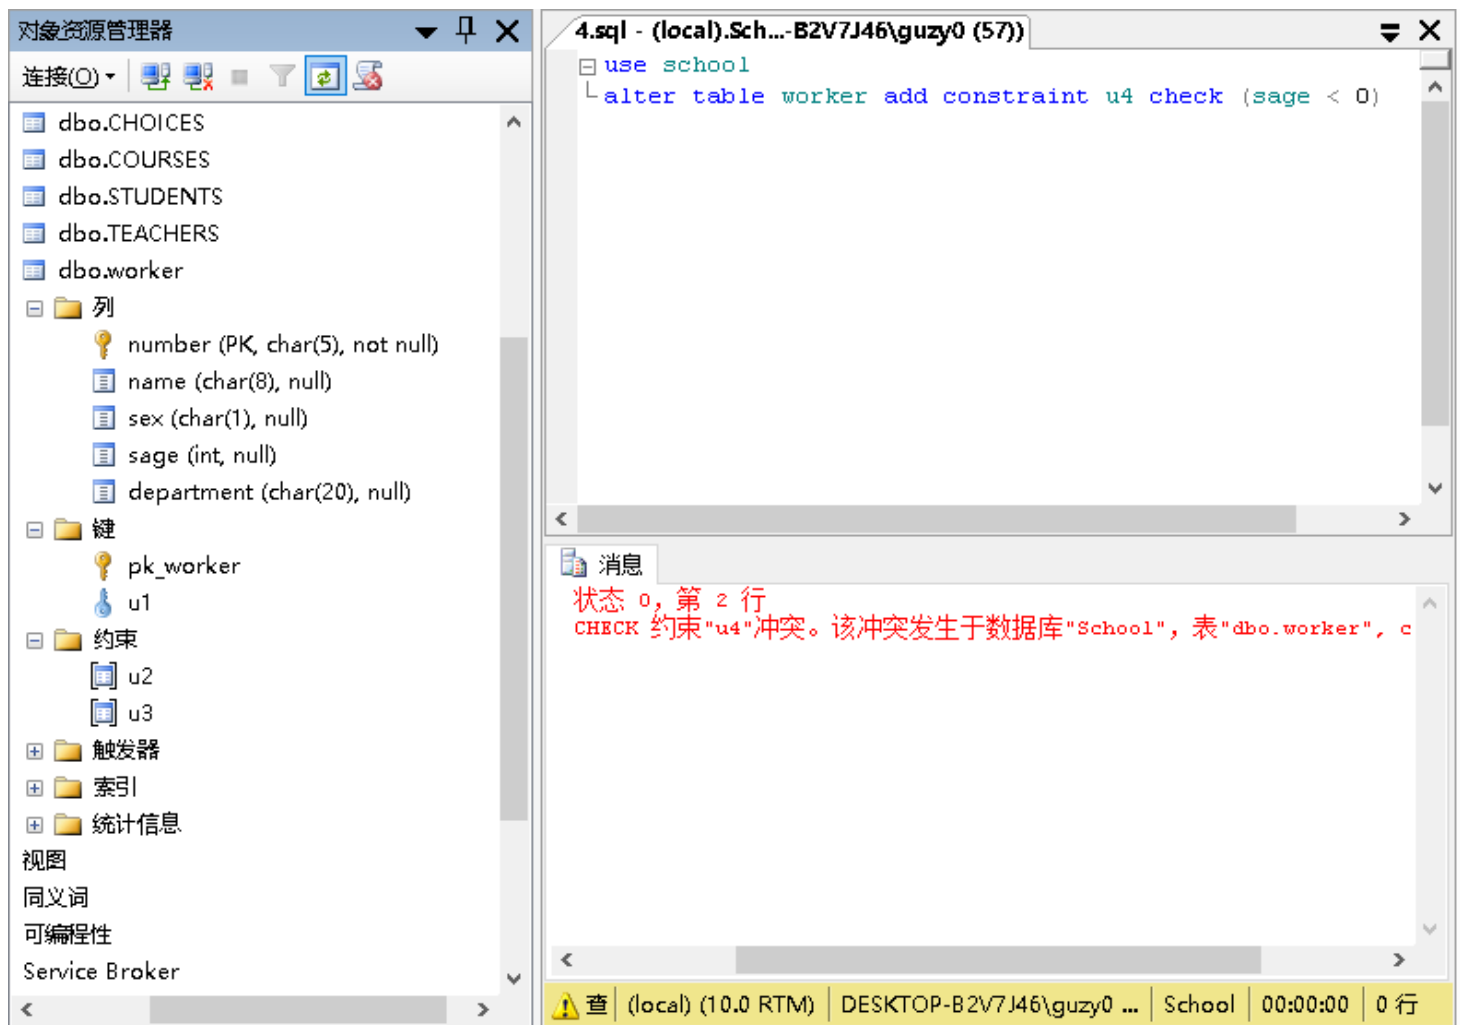 对象资源管理器
连接(O)
dbo.CHOICES
dbo.COURSES
dbo.STUDENTS
dbo.TEACHERS
dbo.worker
列
number (PK, char(5), not null)
name (char(8), null)
sex (char(1), null)
sage (int, null)
department (char(20), null)
键
pk_worker
u1
约束
u2
u3
触发器
索引
统计信息
视图
同义词
可编程性
Service Broker
4.sql - (local).Sch...-B2V7J46\guzy0 (57))
use school
alter table worker add constraint u4 check (sage < 0)
消息
状态 0，第 2 行
CHECK 约束"u4"冲突。该冲突发生于数据库"School"，表"dbo.worker", c
查 (local) (10.0 RTM) DESKTOP-B2V7J46\guzy0 ... School 00:00:00 0 行